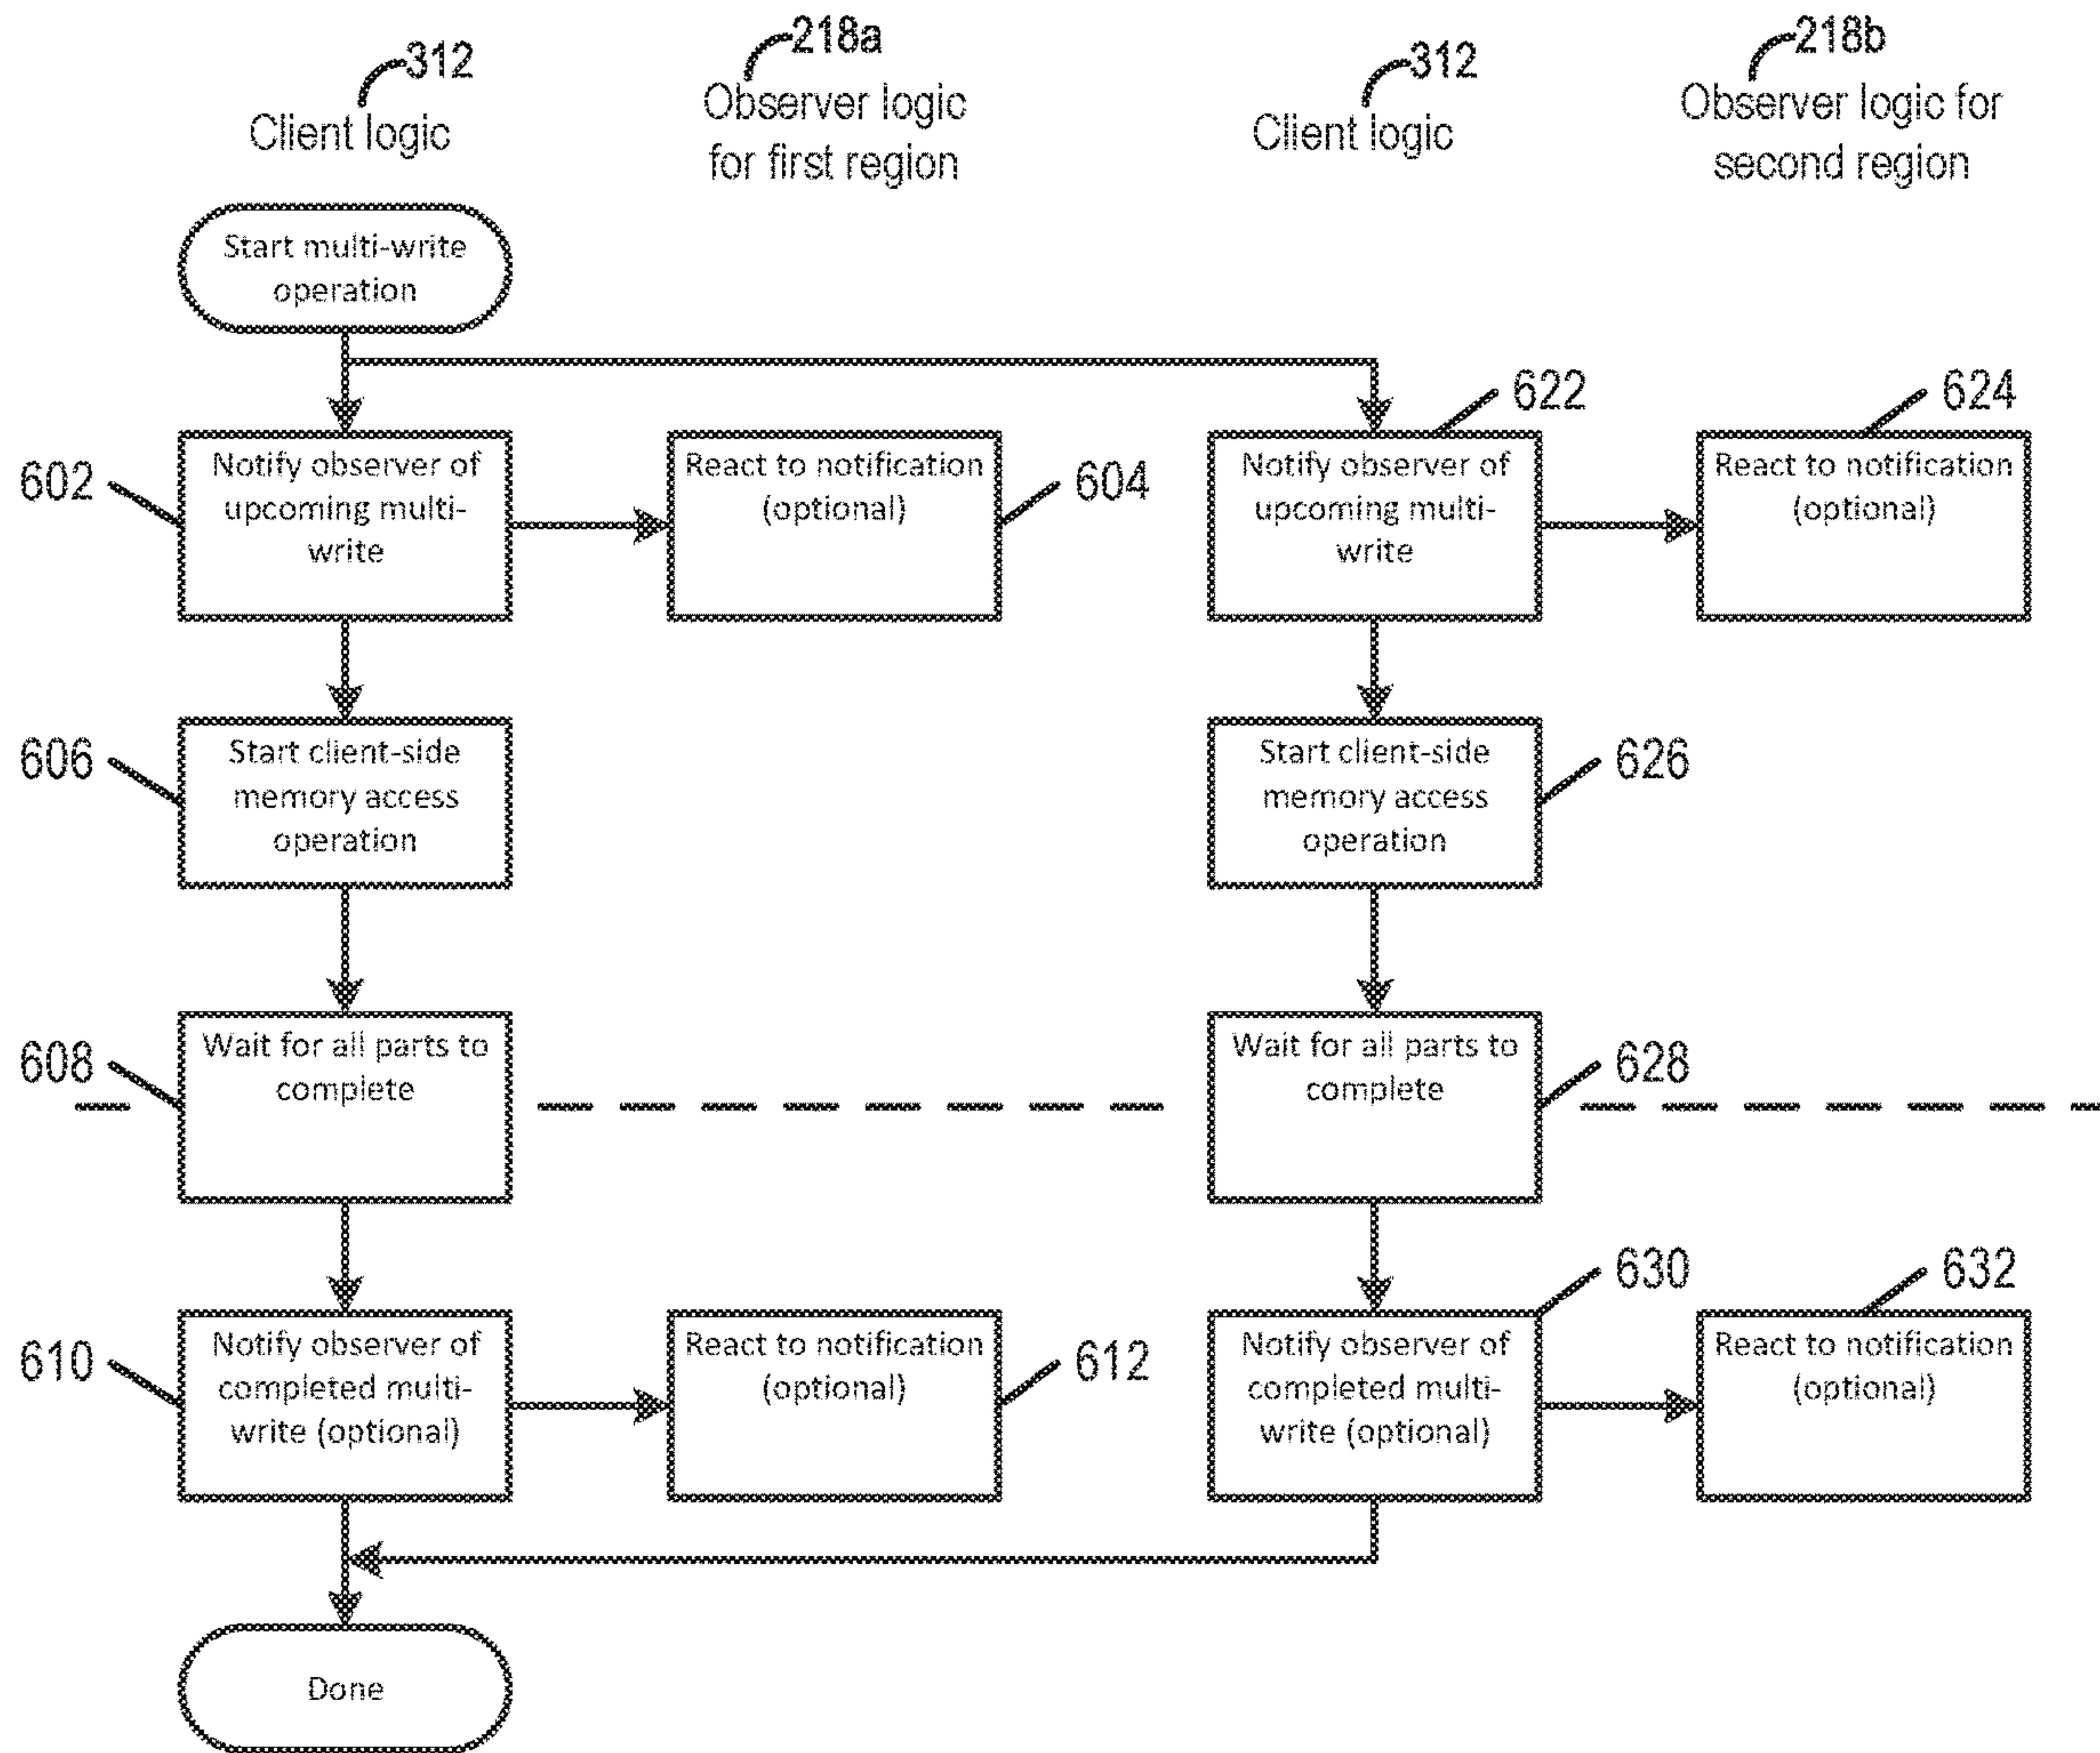 312
Client logic
218a
Observer logic
for first region
312
Client logic
218b
Observer logic for
second region
Start multi-write
operation
602
Notify observer of
upcoming multi-
write
React to notification
(optional)
604
622
Notify observer of
upcoming multi-
write
624
React to notification
(optional)
606
Start client-side
memory access
operation
Start client-side
memory access
operation
626
608
Wait for all parts to
complete
Wait for all parts to
complete
628
610
Notify observer of
completed multi-
write (optional)
React to notification
(optional)
612
630
Notify observer of
completed multi-
write (optional)
632
React to notification
(optional)
Done